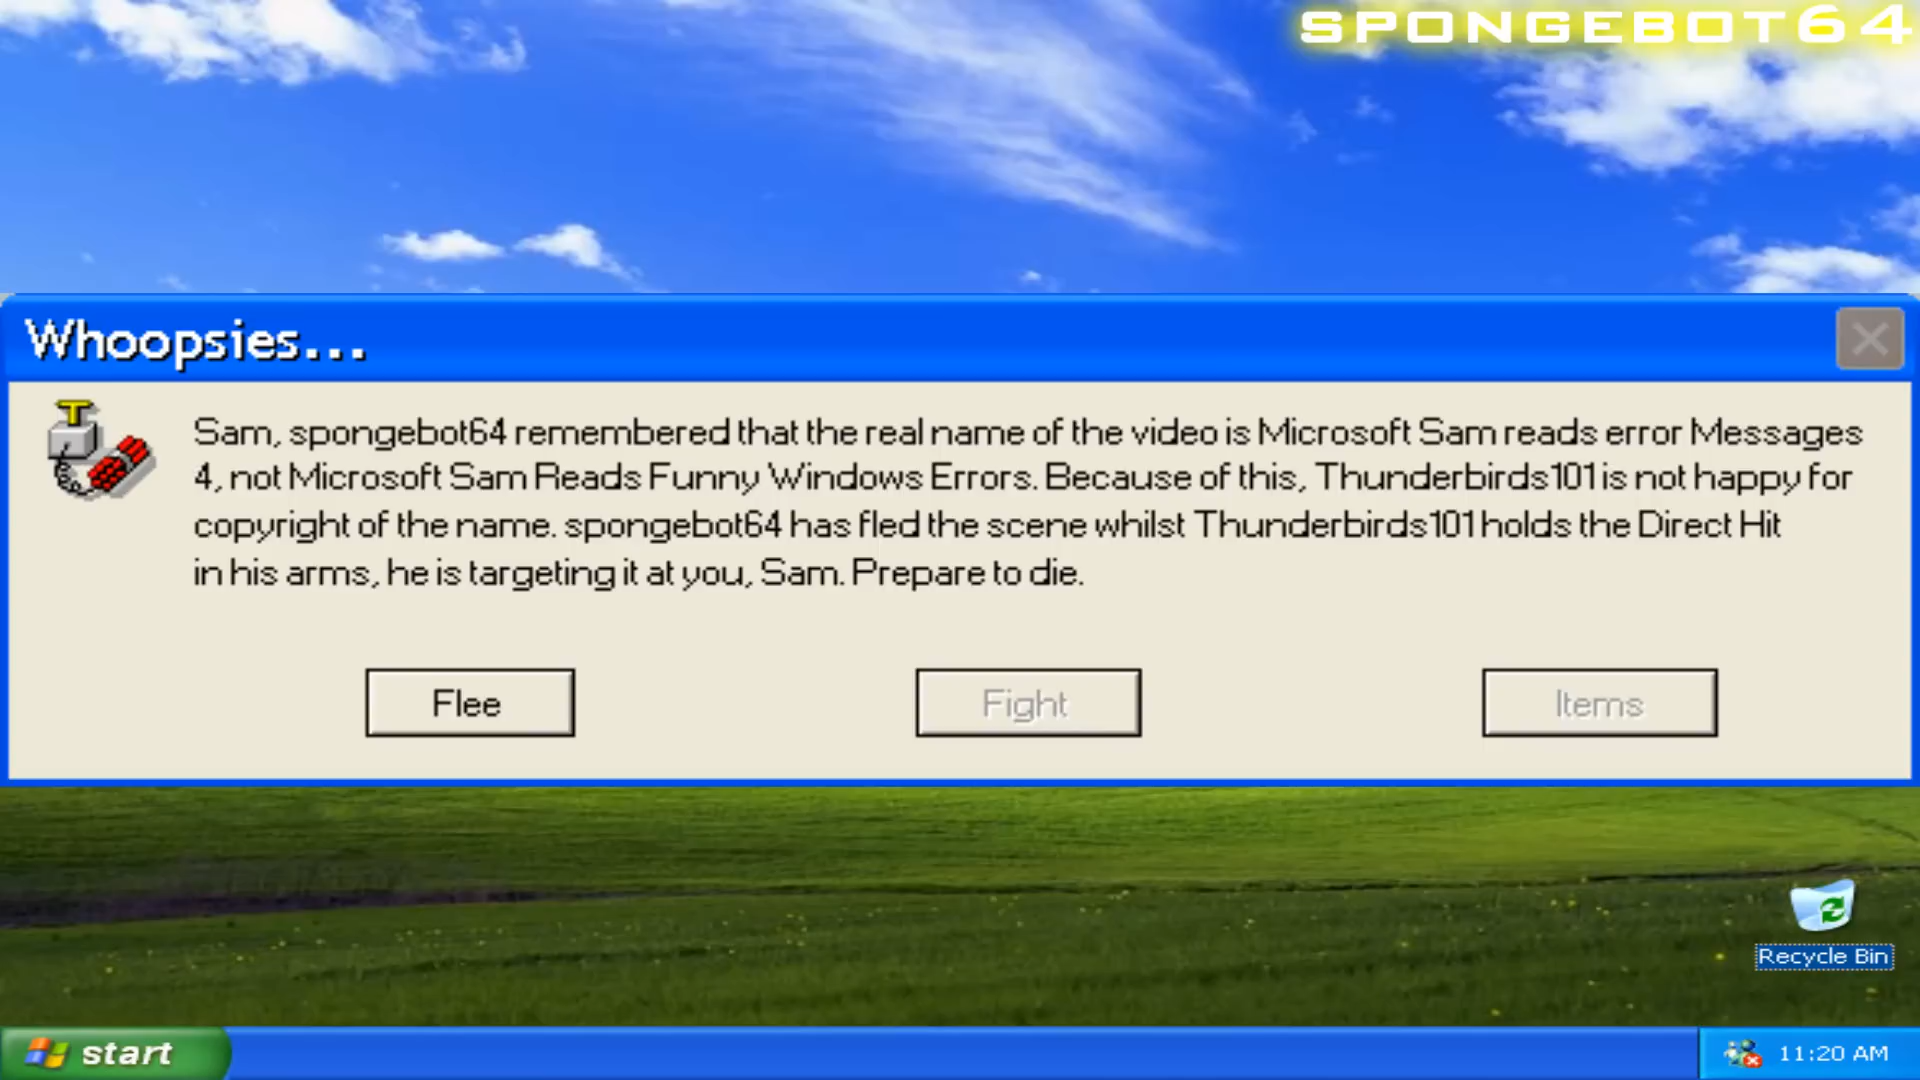 SPONGEBOT64
Whoopsies...
Sam, spongebot64 remembered that the real name of the video is Microsoft Sam reads error Messages
4, not Microsoft Sam Reads Funny Windows Errors. Because of this, Thunderbirds101 is not happy for
copyright of the name. spongebot64 has fled the scene whilst Thunderbirds101 holds the Direct Hit
in his arms, he is targeting it at you, Sam. Prepare to die.
Flee
Fight
Items
Recycle Bin
start
11:20 AM